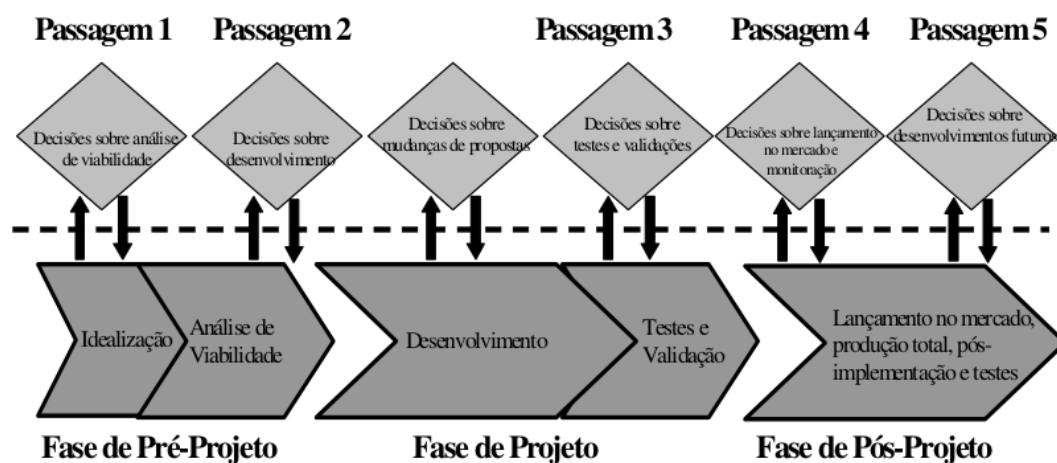 Passagem 1
Passagem 2
Passagem 3
Passagem 4
Passagem 5
Decisões sobre análise
de viabilidade
Decisões sobre
desenvolvimento
Decisões sobre
mudanças de propostas
Decisões sobre
testes e validações
Decisões sobre lançamento
no mercado e
monitoração
Decisões sobre
desenvolvimentos futuros
Idealização
Análise de
Viabilidade
Desenvolvimento
Testes e
Validação
Lançamento no mercado,
produção total, pós-
implementação e testes
Fase de Pré-Projeto
Fase de Projeto
Fase de Pós-Projeto